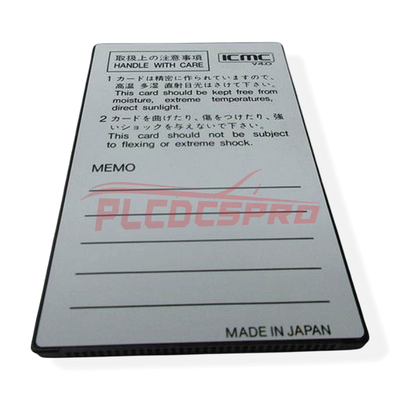 取扱上の注意事項
HANDLE WITH CARE
ICMC
V4.0
1 カードは精密に作られていますので、
高温 多湿 直射日光はさけて下さい。
This card should be kept free from
moisture, extreme temperatures,
direct sunlight.
2 カードを曲げたり、傷をつけたり、強
いショックを与えないで下さい。
This card should not be subject
to flexing or extreme shock.
MEMO
PLCDCSPRO
MADE IN JAPAN